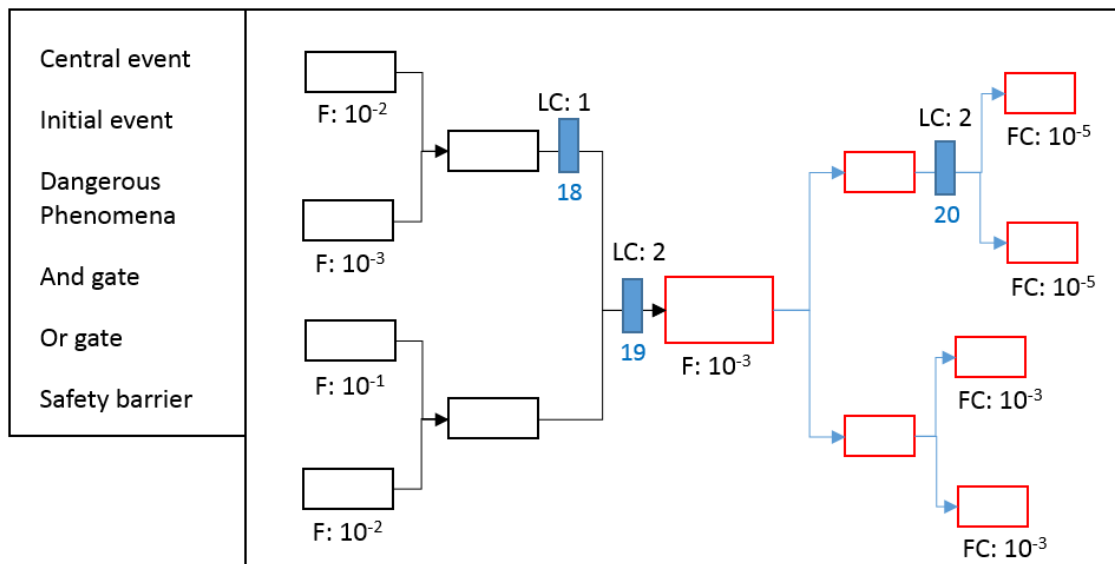 Central event
Initial event
Dangerous
Phenomena
And gate
Or gate
Safety barrier
F: 10⁻²
F: 10⁻³
F: 10⁻¹
F: 10⁻²
LC: 1
18
LC: 2
19
F: 10⁻³
LC: 2
20
FC: 10⁻⁵
FC: 10⁻⁵
FC: 10⁻³
FC: 10⁻³